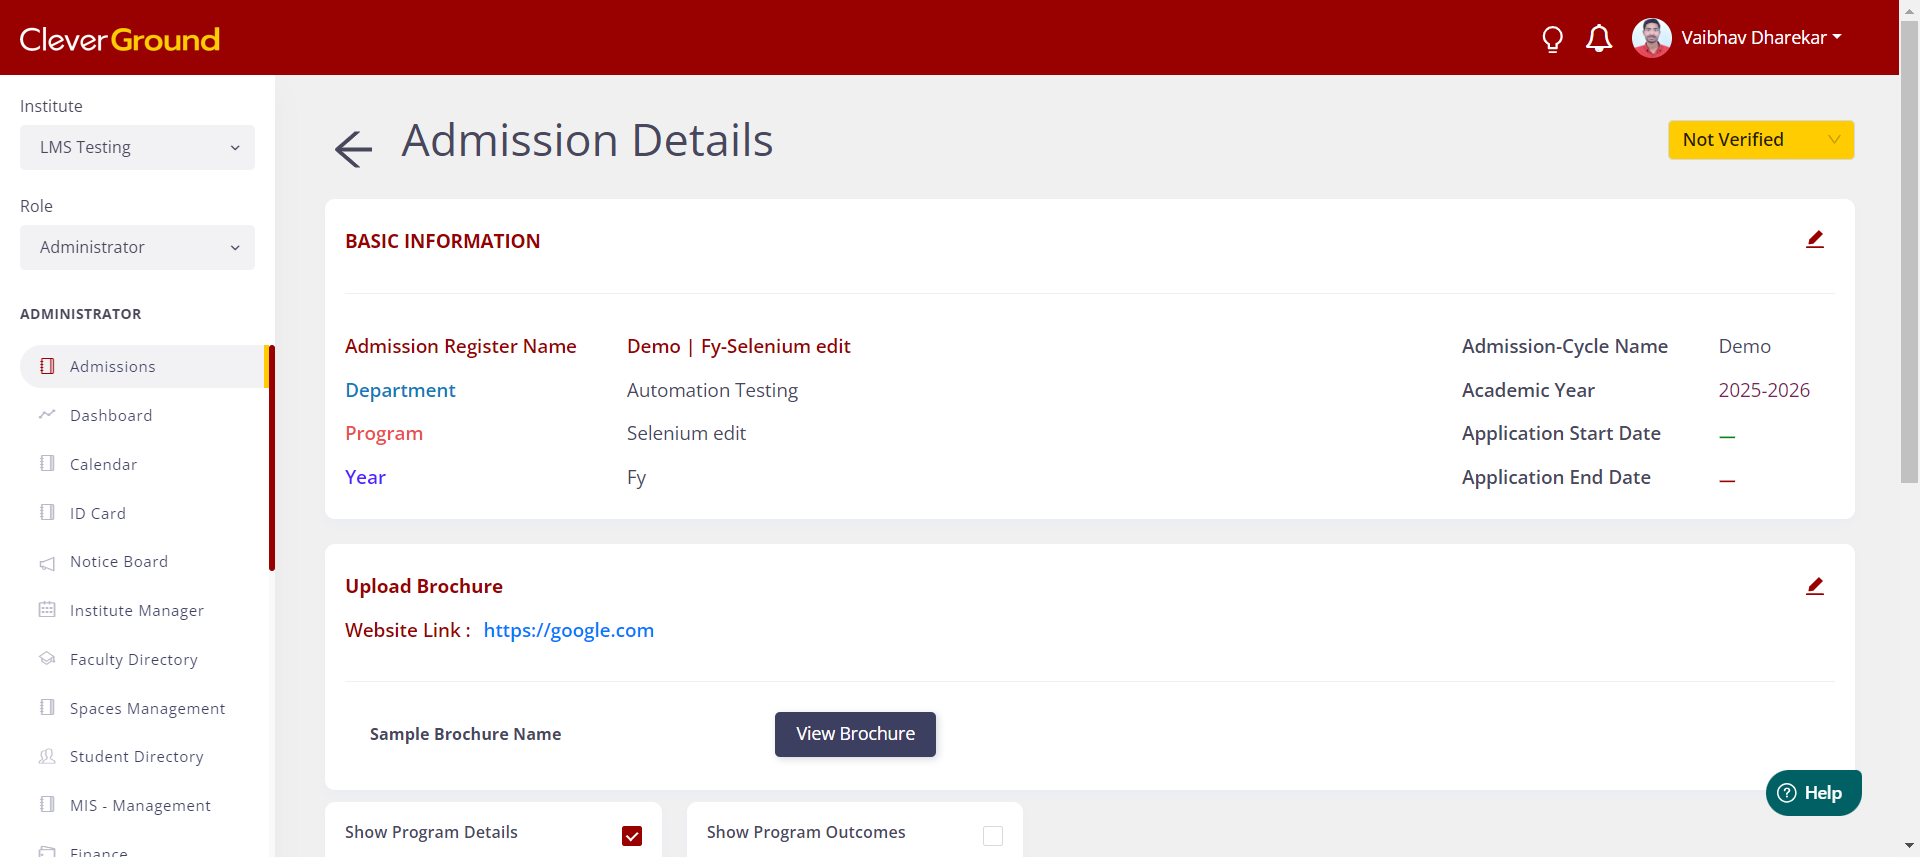 CleverGround
Vaibhav Dharekar
Institute
LMS Testing
Role
Administrator
ADMINISTRATOR
Admissions
Dashboard
Calendar
ID Card
Notice Board
Institute Manager
Faculty Directory
Spaces Management
Student Directory
MIS - Management
Finance
Admission Details
Not Verified
BASIC INFORMATION
Admission Register Name Demo | Fy-Selenium edit
Department Automation Testing
Program Selenium edit
Year Fy
Admission-Cycle Name Demo
Academic Year 2025-2026
Application Start Date —
Application End Date —
Upload Brochure
Website Link : https://google.com
Sample Brochure Name View Brochure
Show Program Details
Show Program Outcomes
Help